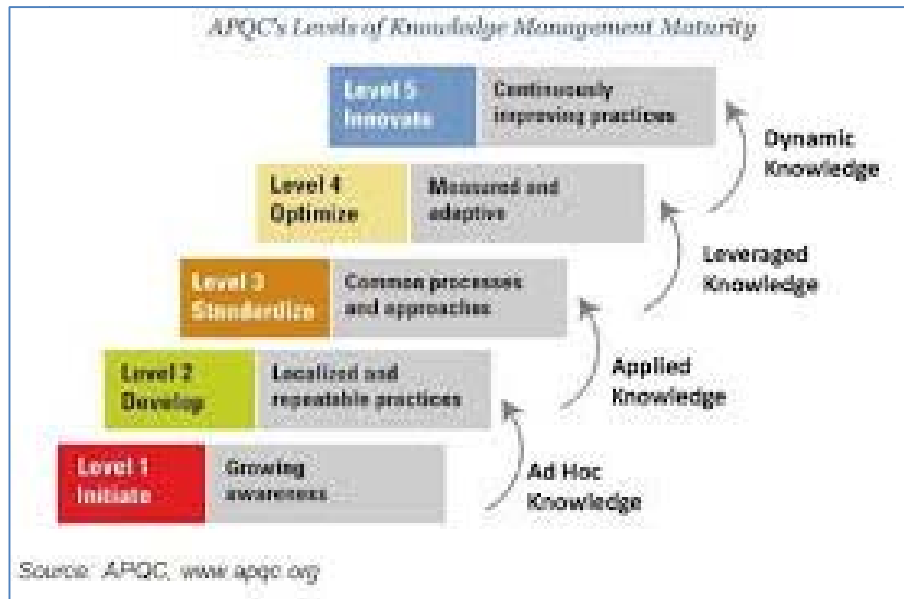 APQC's Levels of Knowledge Management Maturity
Level 5
Innovate
Continuously
improving practices
Dynamic
Knowledge
Level 4
Optimize
Measured and
adaptive
Leveraged
Knowledge
Level 3
Standardize
Common processes
and approaches
Applied
Knowledge
Level 2
Develop
Localized and
repeatable practices
Ad Hoc
Knowledge
Level 1
Initiate
Growing
awareness
Source: APQC, www.apqc.org